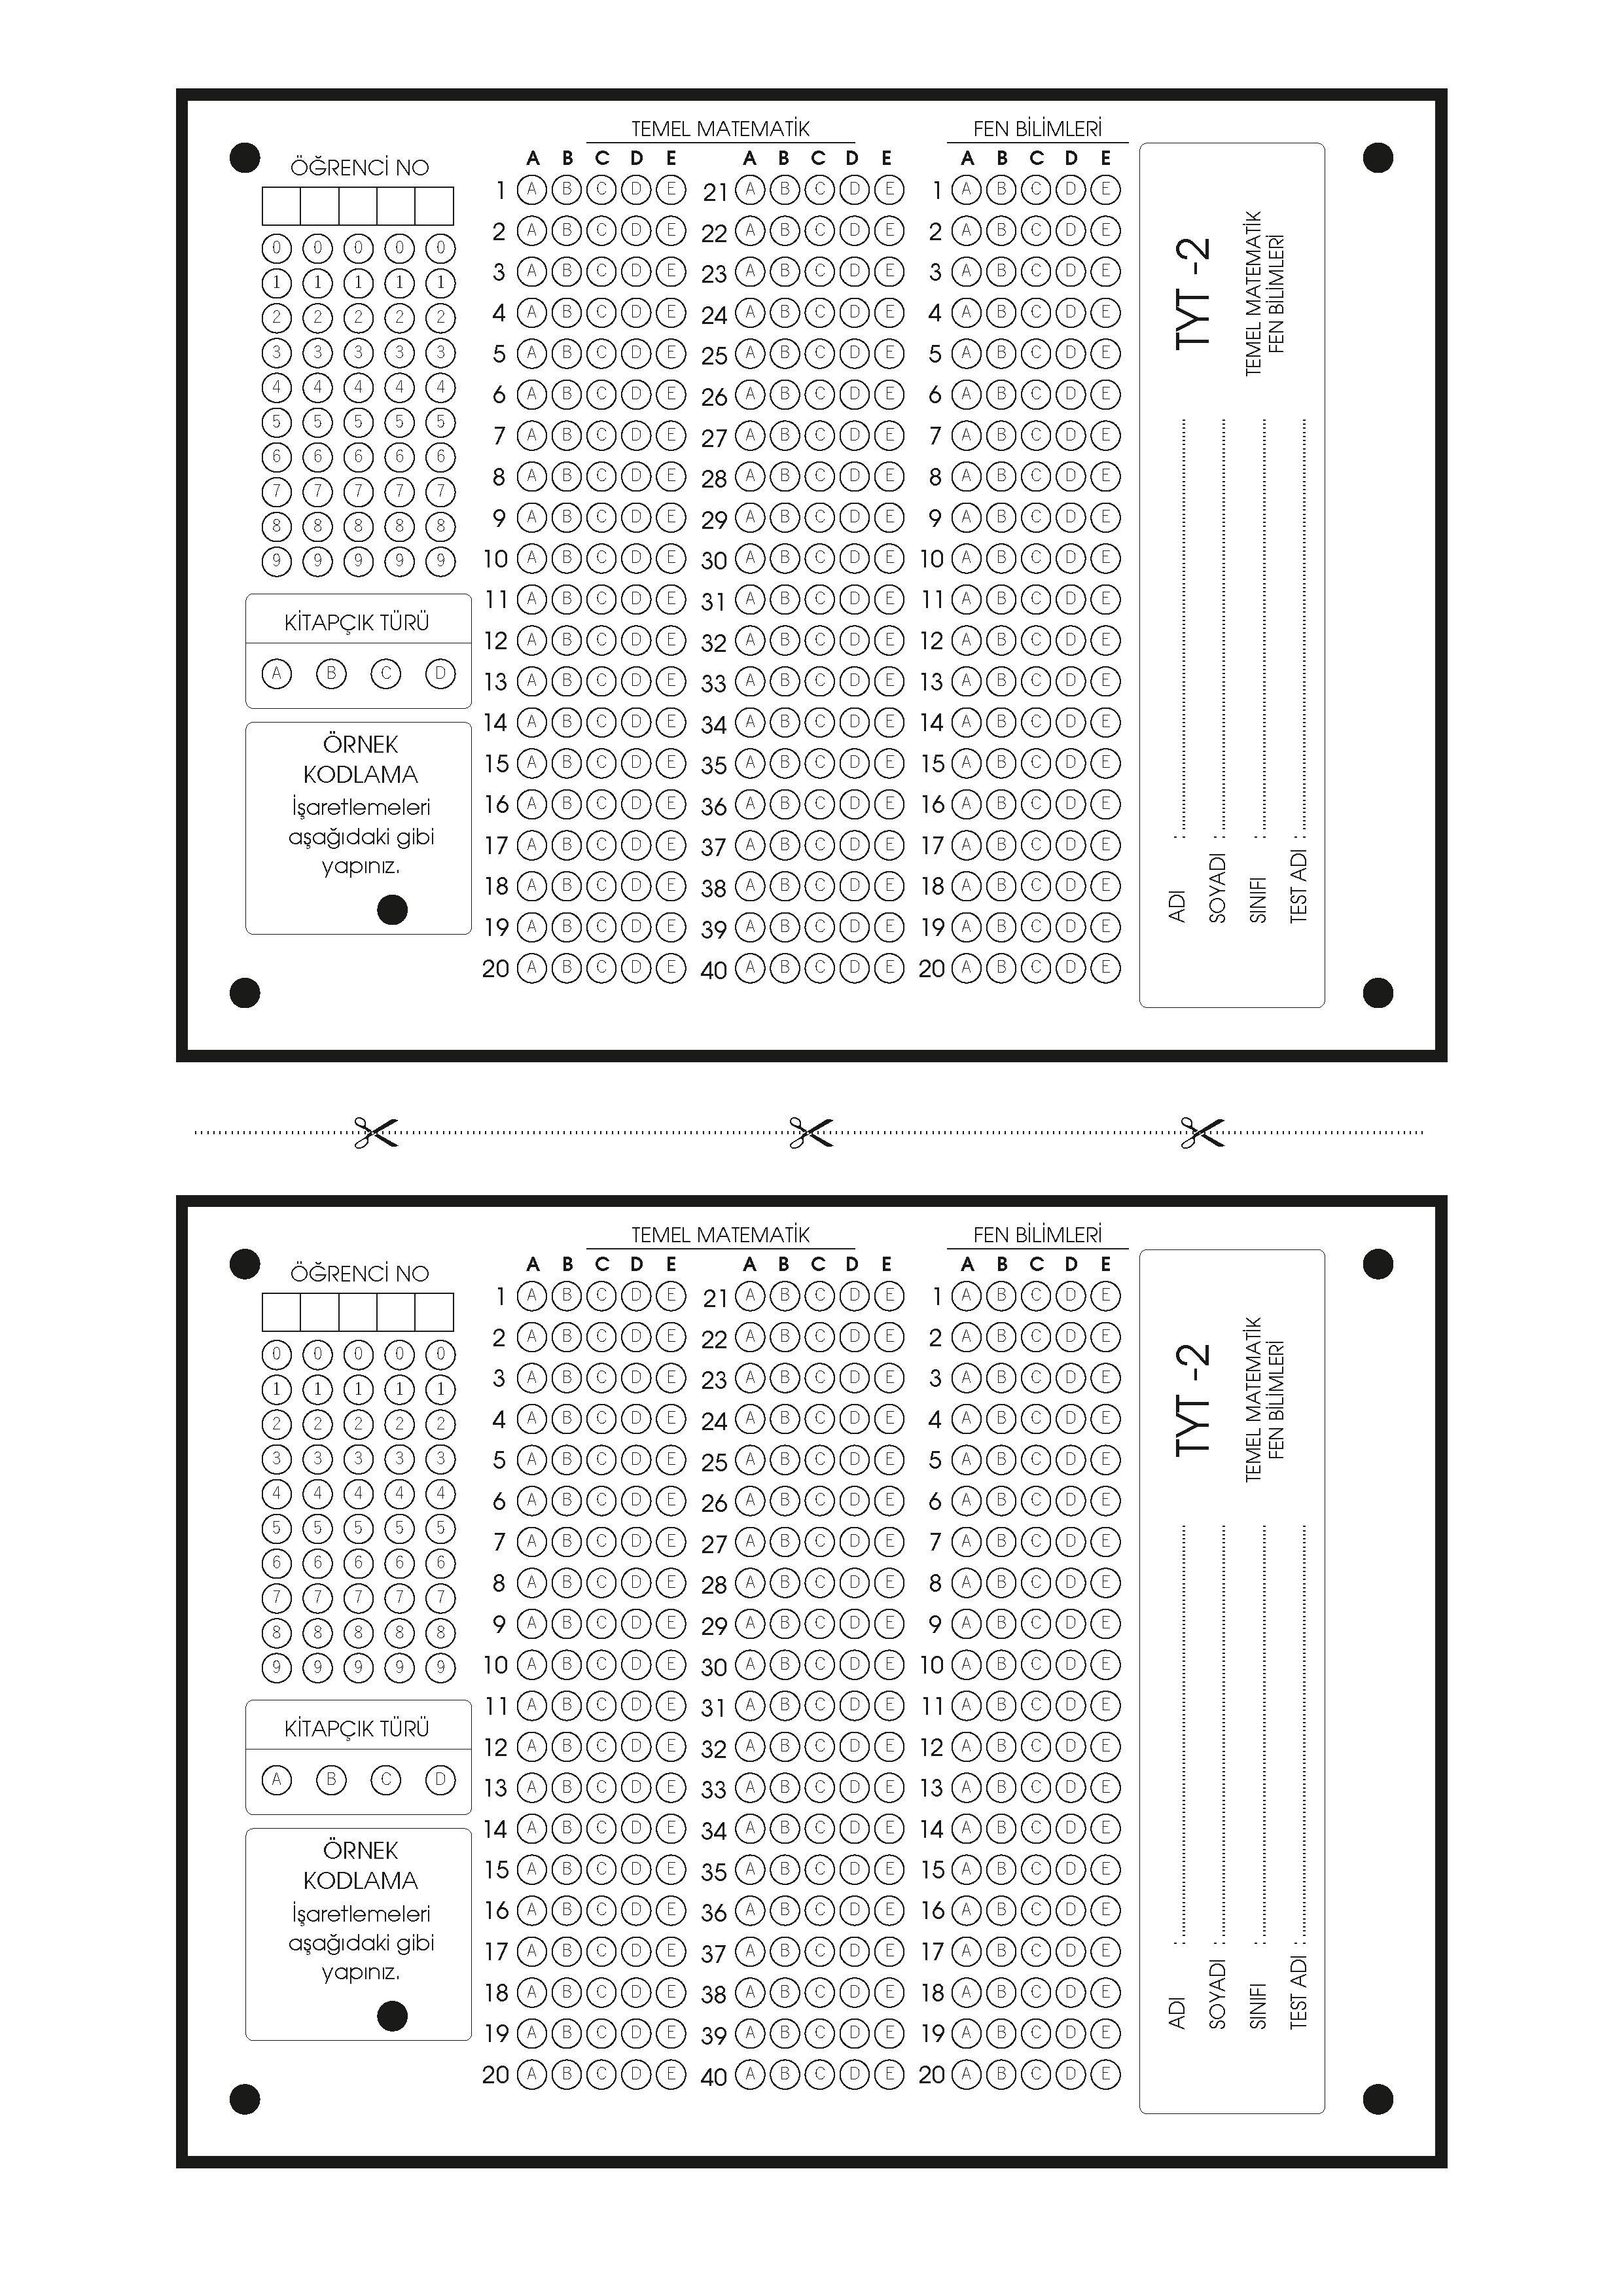 TEMEL MATEMATİK FEN BİLİMLERİ
ÖĞRENCİ NO
A B C D E A B C D E A B C D E
1 A B C D E 21 A B C D E 1 A B C D E
2 A B C D E 22 A B C D E 2 A B C D E
3 A B C D E 23 A B C D E 3 A B C D E
4 A B C D E 24 A B C D E 4 A B C D E
5 A B C D E 25 A B C D E 5 A B C D E
6 A B C D E 26 A B C D E 6 A B C D E
7 A B C D E 27 A B C D E 7 A B C D E
8 A B C D E 28 A B C D E 8 A B C D E
9 A B C D E 29 A B C D E 9 A B C D E
10 A B C D E 30 A B C D E 10 A B C D E
11 A B C D E 31 A B C D E 11 A B C D E
12 A B C D E 32 A B C D E 12 A B C D E
13 A B C D E 33 A B C D E 13 A B C D E
14 A B C D E 34 A B C D E 14 A B C D E
15 A B C D E 35 A B C D E 15 A B C D E
16 A B C D E 36 A B C D E 16 A B C D E
17 A B C D E 37 A B C D E 17 A B C D E
18 A B C D E 38 A B C D E 18 A B C D E
19 A B C D E 39 A B C D E 19 A B C D E
20 A B C D E 40 A B C D E 20 A B C D E
0 0 0 0 0
1 1 1 1 1
2 2 2 2 2
3 3 3 3 3
4 4 4 4 4
5 5 5 5 5
6 6 6 6 6
7 7 7 7 7
8 8 8 8 8
9 9 9 9 9
KİTAPÇIK TÜRÜ
A B C D
ÖRNEK
KODLAMA
İşaretlemeleri
aşağıdaki gibi
yapınız.
TYT -2
TEMEL MATEMATİK
FEN BİLİMLERİ
ADI :
SOYADI :
SINIFI :
TEST ADI :
TEMEL MATEMATİK FEN BİLİMLERİ
ÖĞRENCİ NO
A B C D E A B C D E A B C D E
1 A B C D E 21 A B C D E 1 A B C D E
2 A B C D E 22 A B C D E 2 A B C D E
3 A B C D E 23 A B C D E 3 A B C D E
4 A B C D E 24 A B C D E 4 A B C D E
5 A B C D E 25 A B C D E 5 A B C D E
6 A B C D E 26 A B C D E 6 A B C D E
7 A B C D E 27 A B C D E 7 A B C D E
8 A B C D E 28 A B C D E 8 A B C D E
9 A B C D E 29 A B C D E 9 A B C D E
10 A B C D E 30 A B C D E 10 A B C D E
11 A B C D E 31 A B C D E 11 A B C D E
12 A B C D E 32 A B C D E 12 A B C D E
13 A B C D E 33 A B C D E 13 A B C D E
14 A B C D E 34 A B C D E 14 A B C D E
15 A B C D E 35 A B C D E 15 A B C D E
16 A B C D E 36 A B C D E 16 A B C D E
17 A B C D E 37 A B C D E 17 A B C D E
18 A B C D E 38 A B C D E 18 A B C D E
19 A B C D E 39 A B C D E 19 A B C D E
20 A B C D E 40 A B C D E 20 A B C D E
0 0 0 0 0
1 1 1 1 1
2 2 2 2 2
3 3 3 3 3
4 4 4 4 4
5 5 5 5 5
6 6 6 6 6
7 7 7 7 7
8 8 8 8 8
9 9 9 9 9
KİTAPÇIK TÜRÜ
A B C D
ÖRNEK
KODLAMA
İşaretlemeleri
aşağıdaki gibi
yapınız.
TYT -2
TEMEL MATEMATİK
FEN BİLİMLERİ
ADI :
SOYADI :
SINIFI :
TEST ADI :